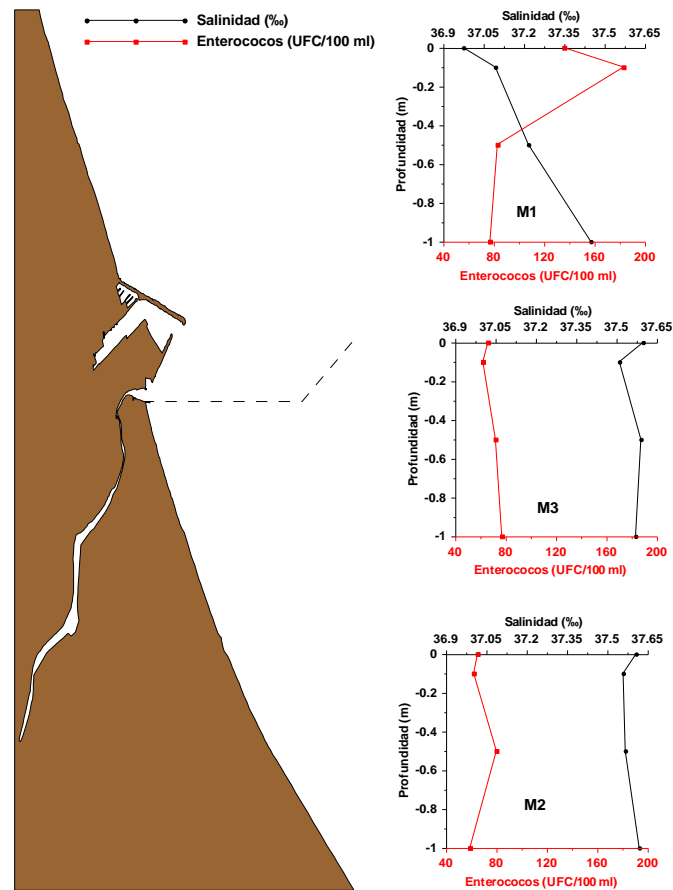 Salinidad (‰)
Enterococos (UFC/100 ml)
Salinidad (‰)
36.9 37.05 37.2 37.35 37.5 37.65
0
-0.2
-0.4
-0.6
-0.8
-1
Profundidad (m)
M1
40 80 120 160 200
Enterococos (UFC/100 ml)
Salinidad (‰)
36.9 37.05 37.2 37.35 37.5 37.65
0
-0.2
-0.4
-0.6
-0.8
-1
Profundidad (m)
M3
40 80 120 160 200
Enterococos (UFC/100 ml)
Salinidad (‰)
36.9 37.05 37.2 37.35 37.5 37.65
0
-0.2
-0.4
-0.6
-0.8
-1
Profundidad (m)
M2
40 80 120 160 200
Enterococos (UFC/100 ml)